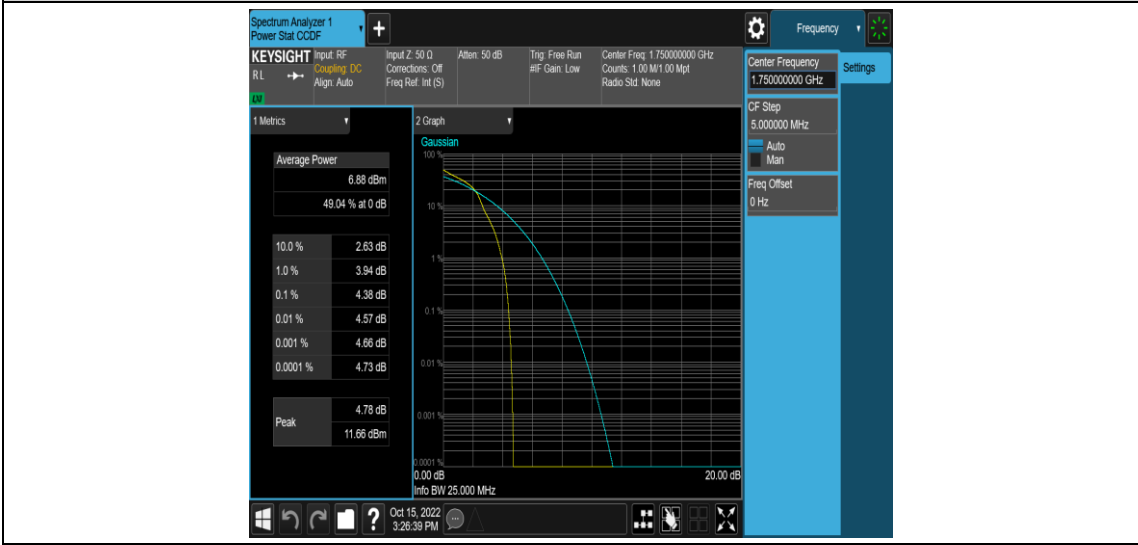 Spectrum Analyzer 1
Power Stat CCDF
Frequency
KEYSIGHT
RL
LXI
Input: RF
Coupling: DC
Align: Auto
Input Z: 50 Ω
Corrections: Off
Freq Ref: Int (S)
Atten: 50 dB
Trig: Free Run
#IF Gain: Low
Center Freq: 1.750000000 GHz
Counts: 1.00 M/1.00 Mpt
Radio Std: None
Center Frequency
1.750000000 GHz
Settings
CF Step
5.000000 MHz
Auto
Man
Freq Offset
0 Hz
1 Metrics
Average Power
6.88 dBm
49.04 % at 0 dB
10.0 % 2.63 dB
1.0 % 3.94 dB
0.1 % 4.38 dB
0.01 % 4.57 dB
0.001 % 4.66 dB
0.0001 % 4.73 dB
Peak
4.78 dB
11.66 dBm
2 Graph
Gaussian
100 %
10 %
1 %
0.1 %
0.01 %
0.001 %
0.0001 %
0.00 dB 20.00 dB
Info BW 25.000 MHz
Oct 15, 2022
3:26:39 PM